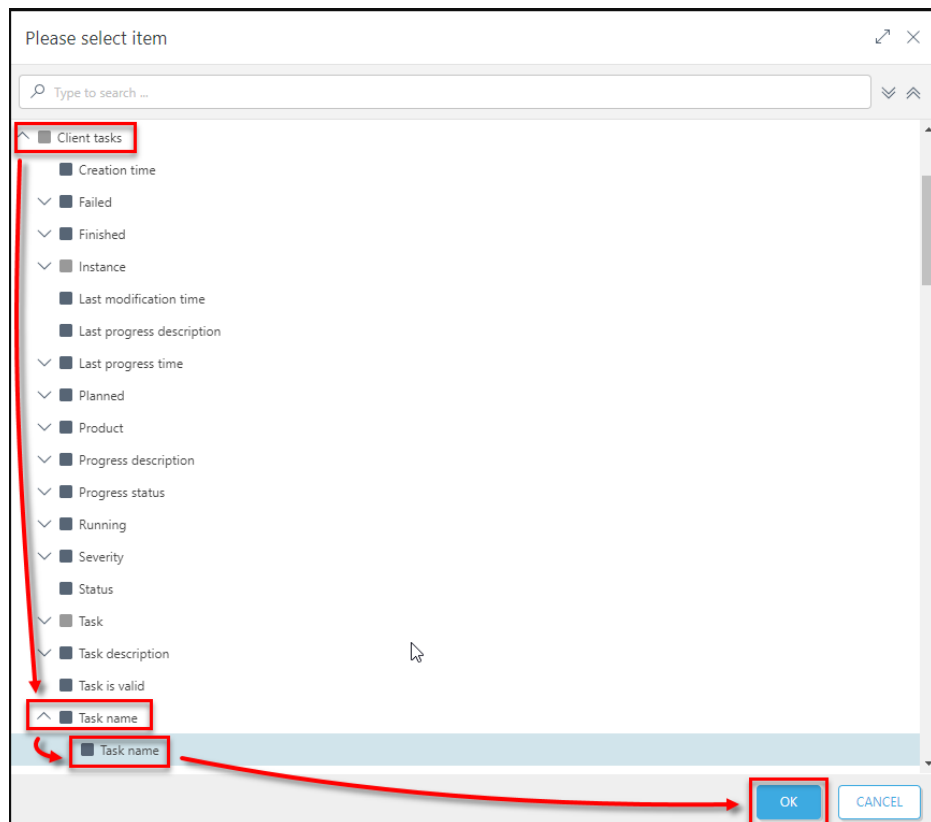 Please select item
Type to search ...
Client tasks
Creation time
Failed
Finished
Instance
Last modification time
Last progress description
Last progress time
Planned
Product
Progress description
Progress status
Running
Severity
Status
Task
Task description
Task is valid
Task name
Task name
OK CANCEL